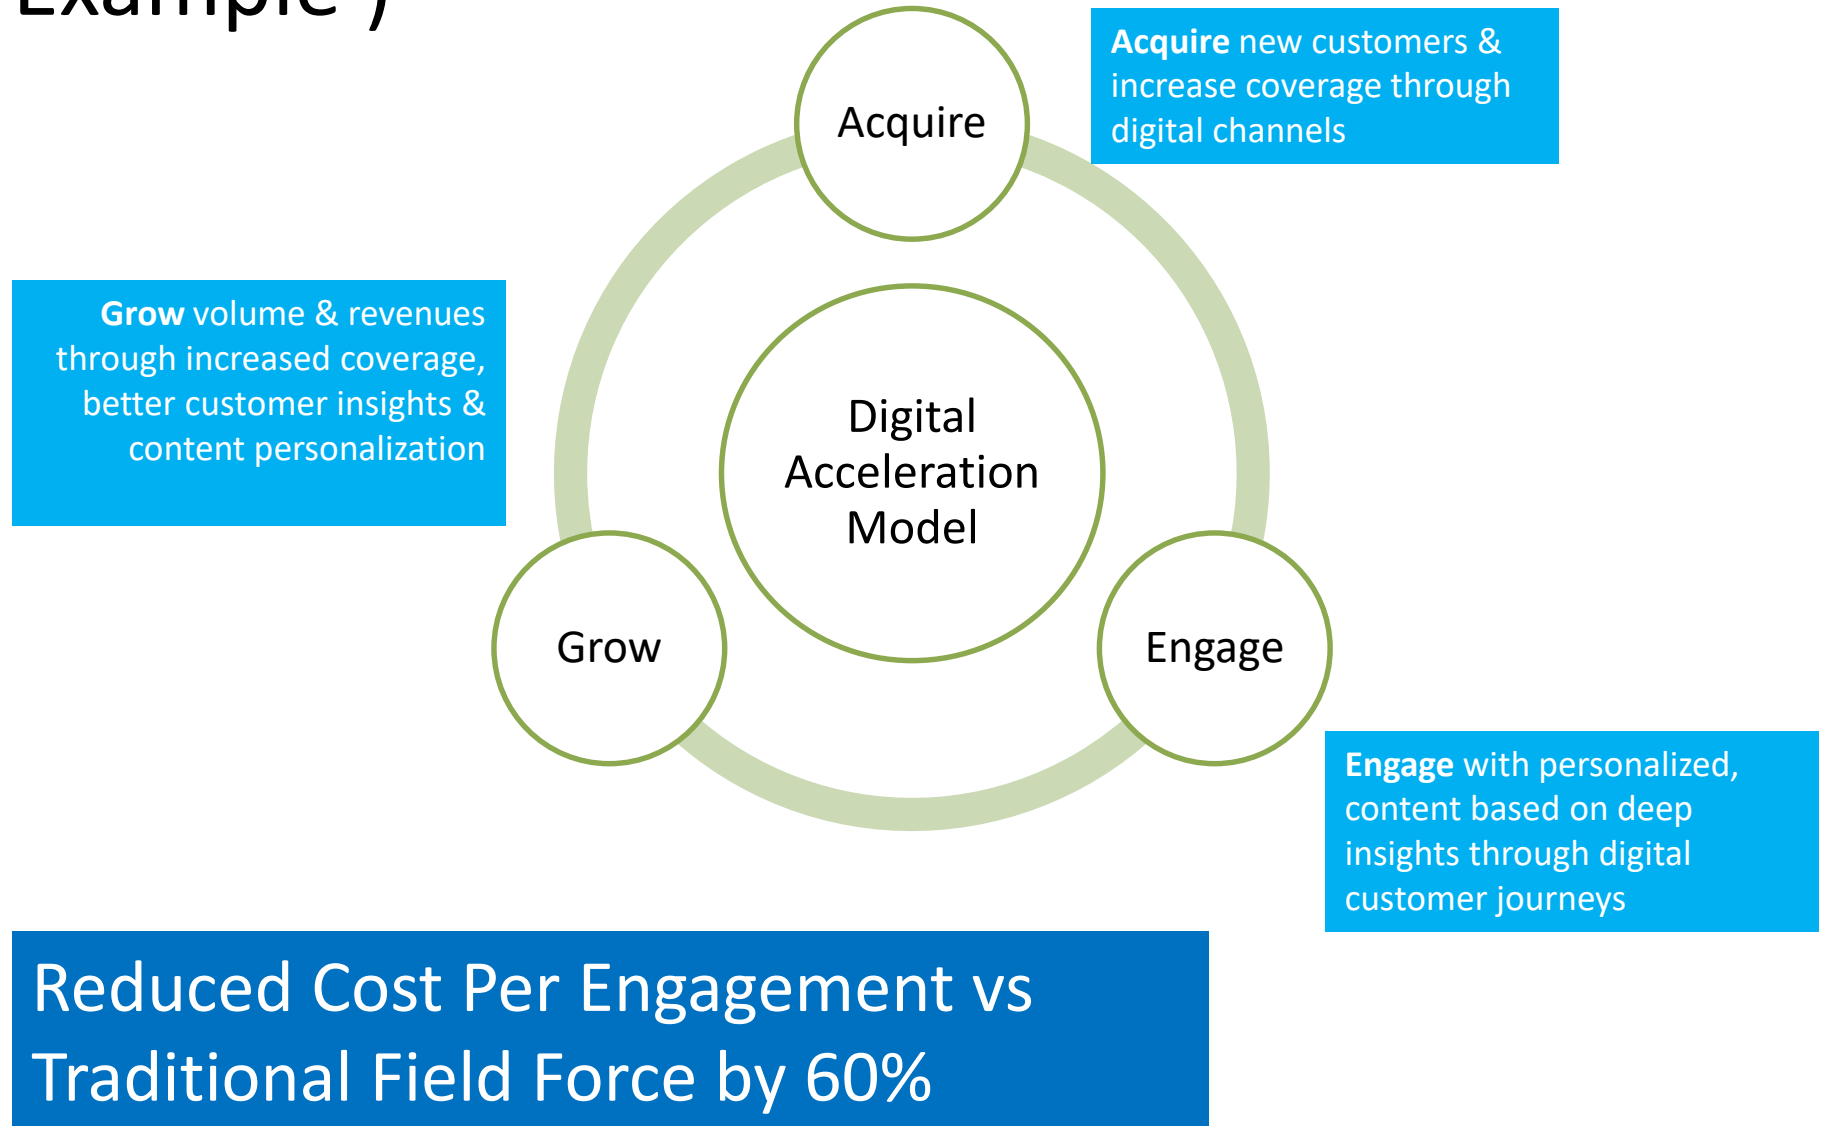 Example )
Acquire
Acquire new customers &
increase coverage through
digital channels
Grow volume & revenues
through increased coverage,
better customer insights &
content personalization
Digital
Acceleration
Model
Grow
Engage
Engage with personalized,
content based on deep
insights through digital
customer journeys
Reduced Cost Per Engagement vs
Traditional Field Force by 60%